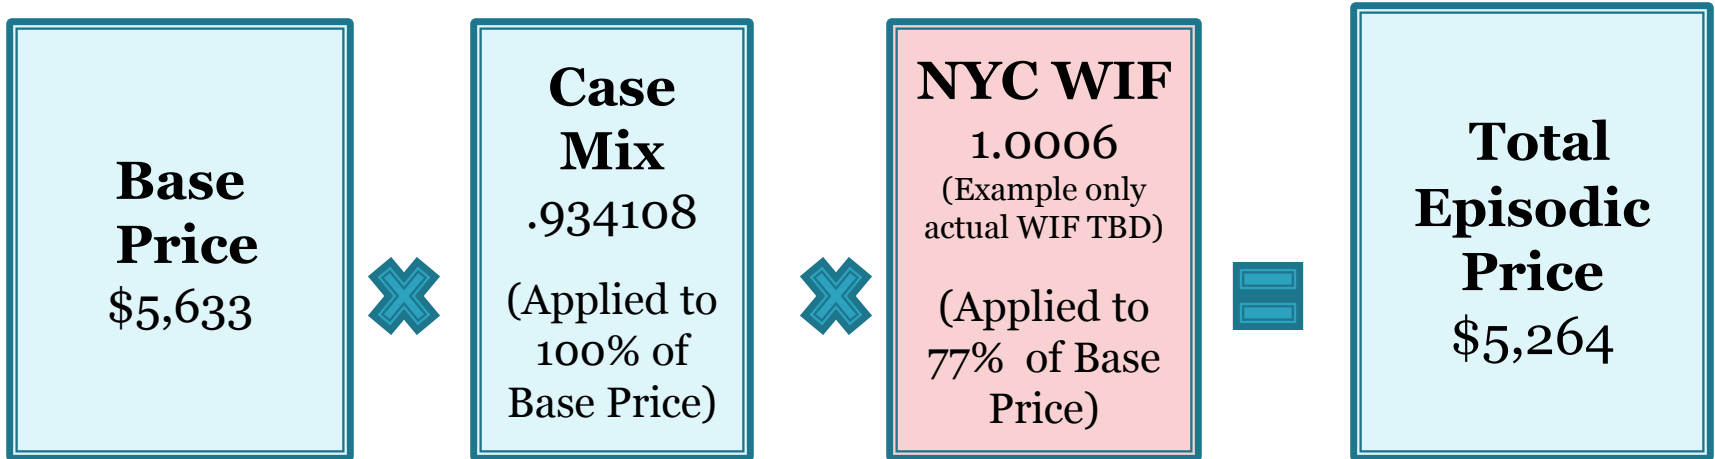 Base
Price
$5,633
Case
Mix
.934108
(Applied to
100% of
Base Price)
NYC WIF
1.0006
(Example only
actual WIF TBD)
(Applied to
77% of Base
Price)
Total
Episodic
Price
$5,264